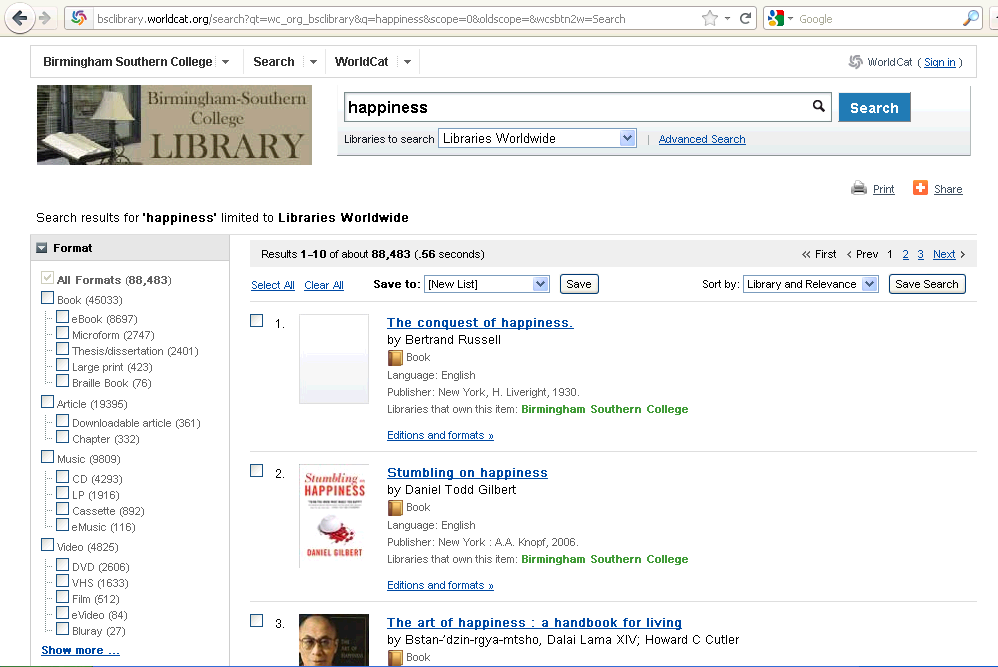 bsclibrary.worldcat.org/search?qt=wc_org_bsclibrary&q=happiness&scope=0&oldscope=&wcsbtn2w=Search
Google
Birmingham Southern College
Search
WorldCat
WorldCat ( Sign in )
Birmingham-Southern
College
LIBRARY
happiness
Search
Libraries to search Libraries Worldwide | Advanced Search
Print Share
Search results for 'happiness' limited to Libraries Worldwide
Format
All Formats (88,483)
Book (45033)
eBook (8697)
Microform (2747)
Thesis/dissertation (2401)
Large print (423)
Braille Book (76)
Article (19395)
Downloadable article (361)
Chapter (332)
Music (9809)
CD (4293)
LP (1916)
Cassette (892)
eMusic (116)
Video (4825)
DVD (2606)
VHS (1633)
Film (512)
eVideo (84)
Bluray (27)
Show more ...
Results 1-10 of about 88,483 (.56 seconds)
« First ‹ Prev 1 2 3 Next ›
Select All Clear All Save to: [New List] Save
Sort by: Library and Relevance Save Search
1.
The conquest of happiness.
by Bertrand Russell
Book
Language: English
Publisher: New York, H. Liveright, 1930.
Libraries that own this item: Birmingham Southern College
Editions and formats »
2.
Stumbling on
HAPPINESS
DANIEL GILBERT
Stumbling on happiness
by Daniel Todd Gilbert
Book
Language: English
Publisher: New York : A.A. Knopf, 2006.
Libraries that own this item: Birmingham Southern College
Editions and formats »
3.
The art of happiness : a handbook for living
by Bstan-'dzin-rgya-mtsho, Dalai Lama XIV; Howard C Cutler
Book